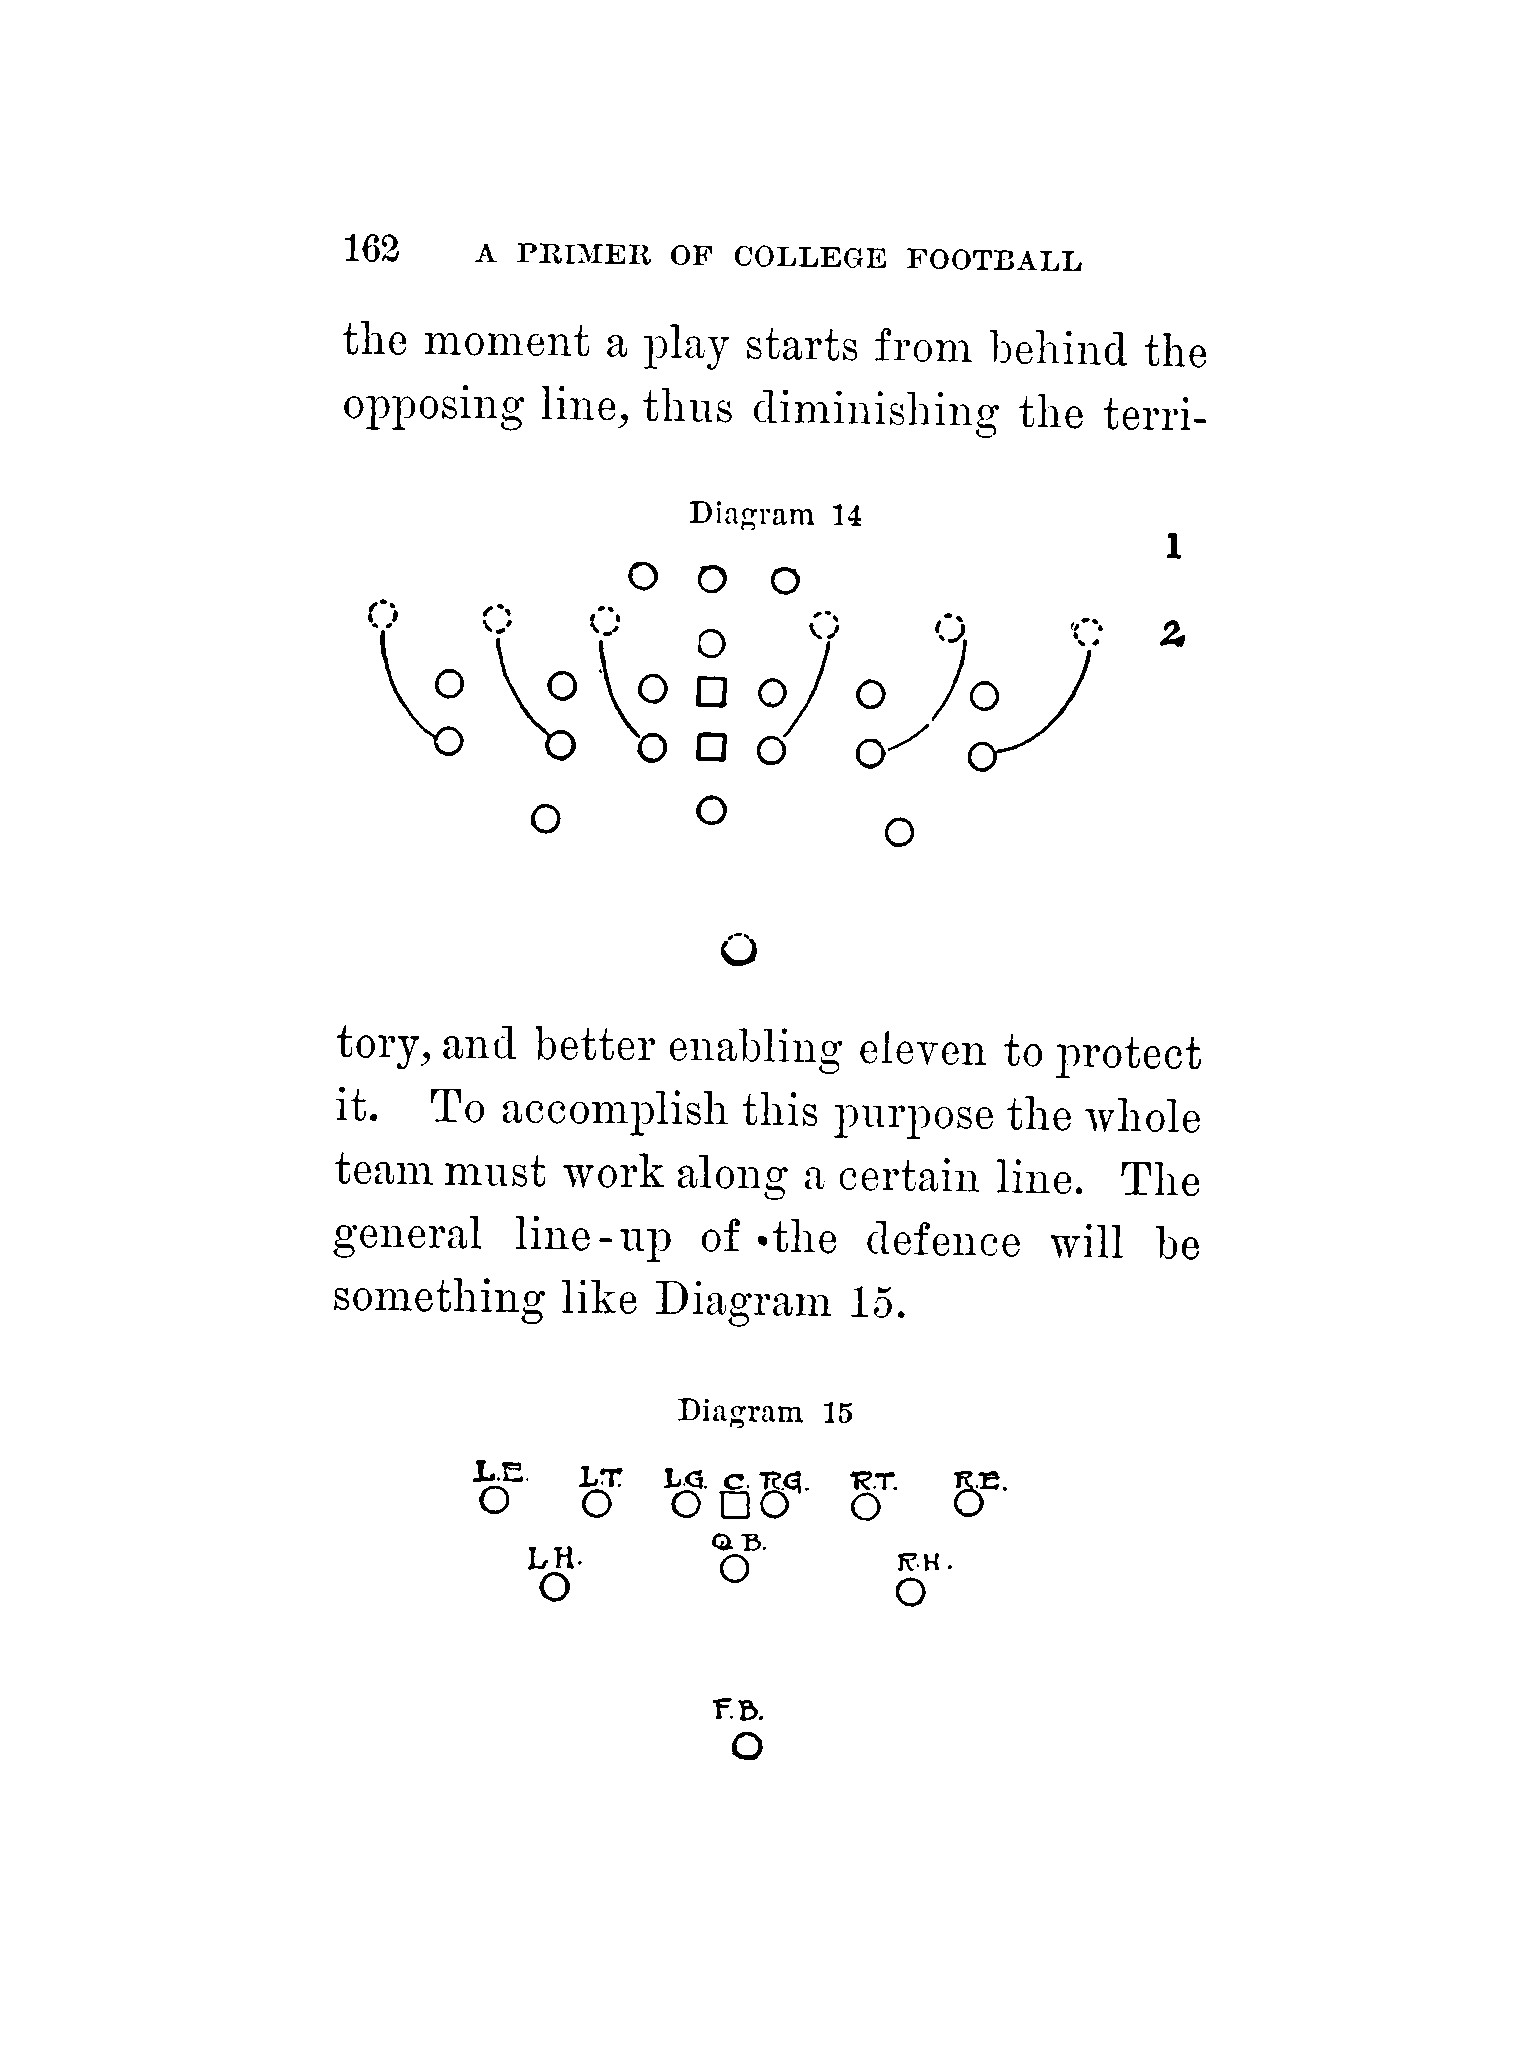 162 A PRIMER OF COLLEGE FOOTBALL
the moment a play starts from behind the
opposing line, thus diminishing the terri-
Diagram 14
1
2
tory, and better enabling eleven to protect
it. To accomplish this purpose the whole
team must work along a certain line. The
general line-up of •the defence will be
something like Diagram 15.
Diagram 15
L.E. L.T. L.G. C. R.G. R.T. R.E.
Q B.
L H. R.H.
F.B.